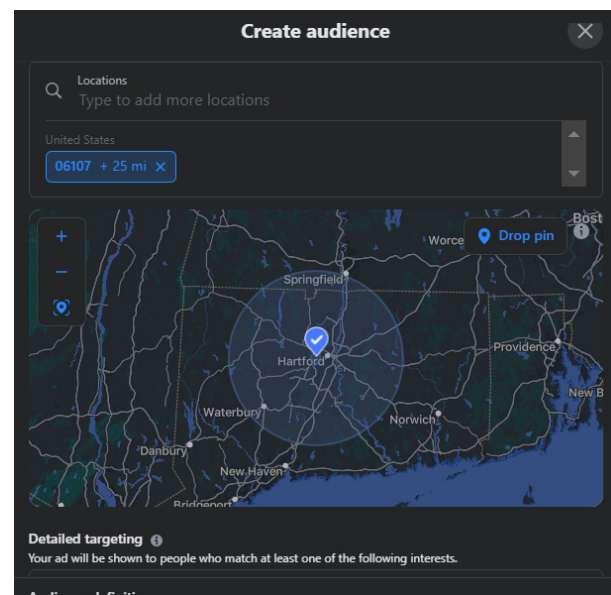 Create audience
Locations
Type to add more locations
United States
06107 + 25 mi ×
Bost
Worce
Drop pin
Springfield
Hartford
Providence
New B
Waterbury
Norwich
Danbury
New Haven
Bridgeport
Detailed targeting
Your ad will be shown to people who match at least one of the following interests.